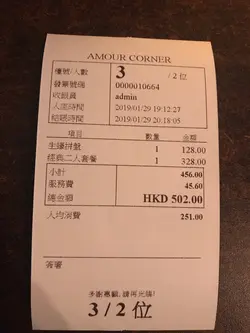 AMOUR CORNER
檯號/人數 3 / 2 位
發票號碼 0000010664
收銀員 admin
入座時間 2019/01/29 19:12:27
結賬時間 2019/01/29 20:18:05
項目 數量 金額
生蠔拼盤 1 128.00
經典二人套餐 1 328.00
小計 456.00
服務費 45.60
總金額 HKD 502.00
人均消費 251.00
簽署
多謝惠顧, 請再光臨!
3 / 2 位